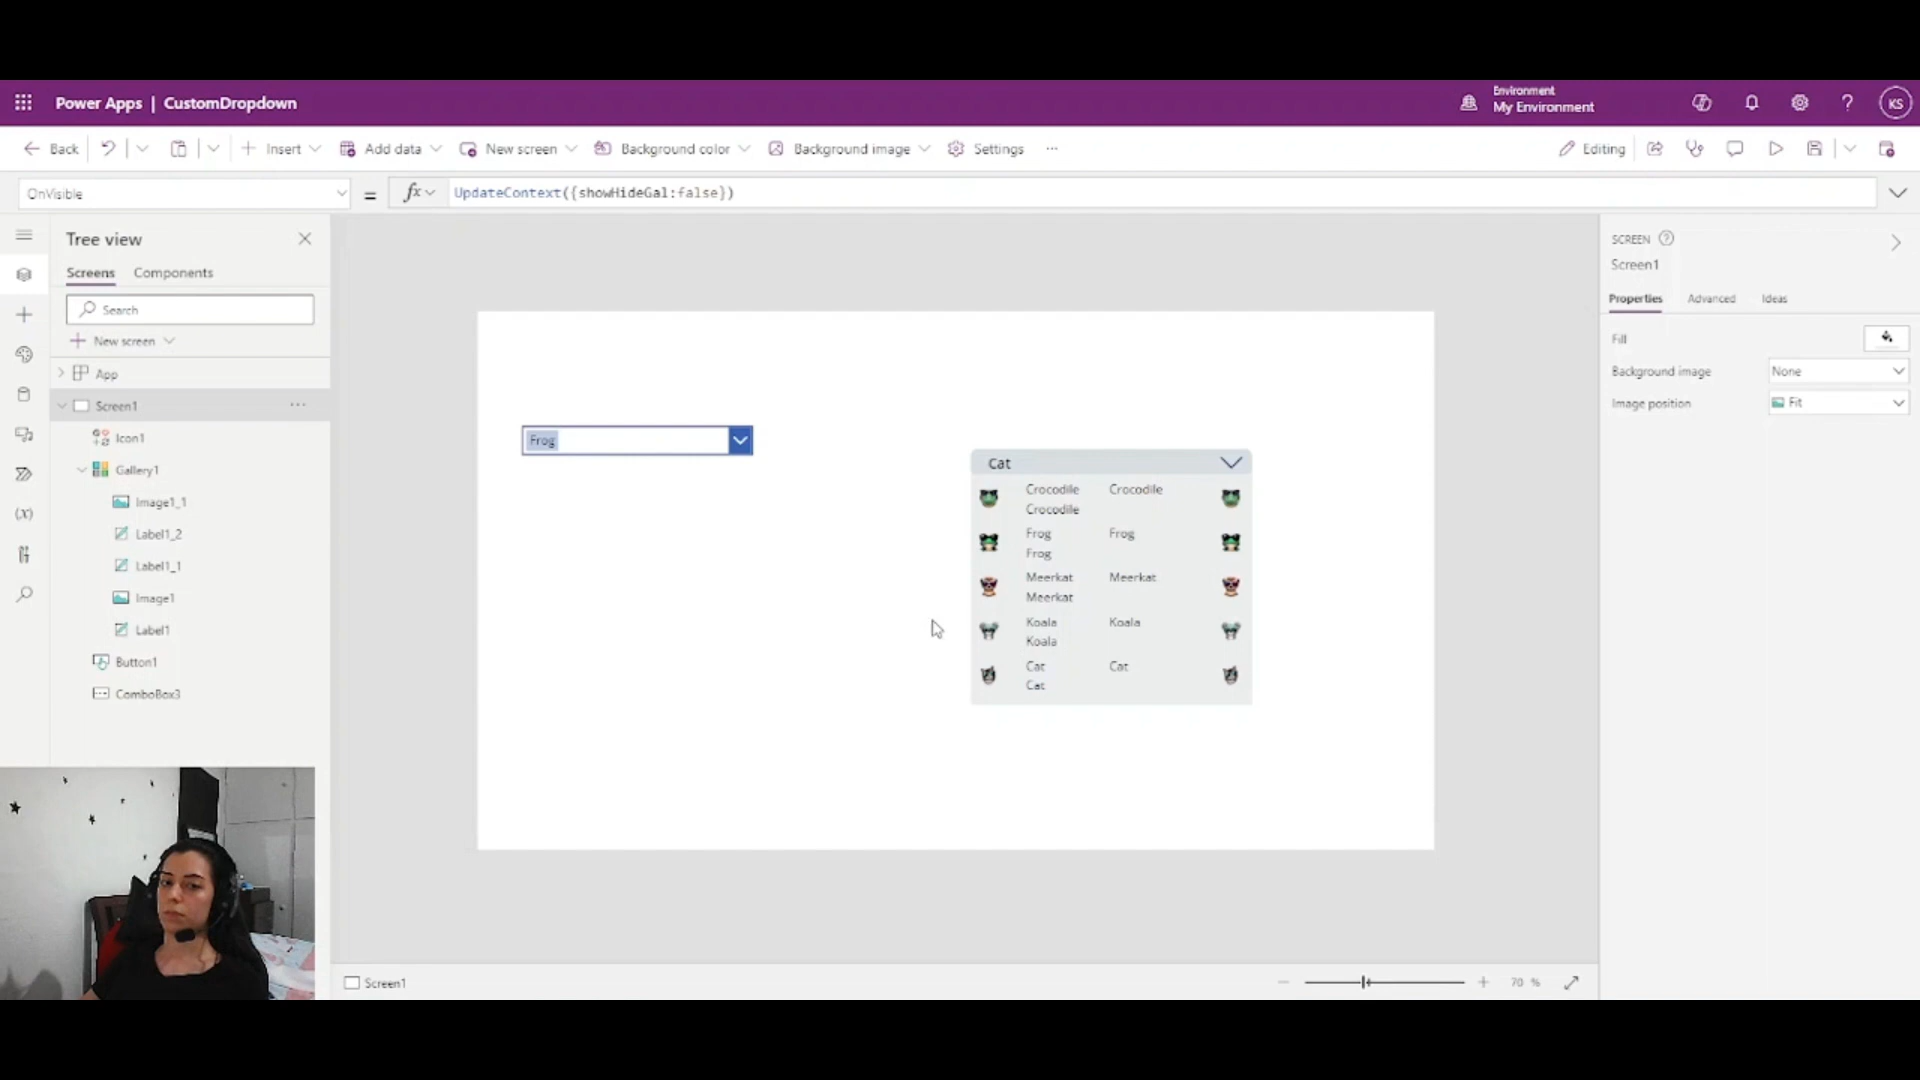 Power Apps | CustomDropdown
Environment
My Environment
KS
Back
Insert
Add data
New screen
Background color
Background image
Settings
Editing
OnVisible
= fx
UpdateContext({showHideGal:false})
Tree view
Screens
Components
Search
New screen
App
Screen1
Icon1
Gallery1
Image1_1
Label1_2
Label1_1
Image1
Label1
Button1
ComboBox3
Frog
Cat
Crocodile Crocodile
Crocodile
Frog Frog
Frog
Meerkat Meerkat
Meerkat
Koala Koala
Koala
Cat Cat
Cat
SCREEN
Screen1
Properties
Advanced
Ideas
Fill
Background image
None
Image position
Fit
Screen1
70 %